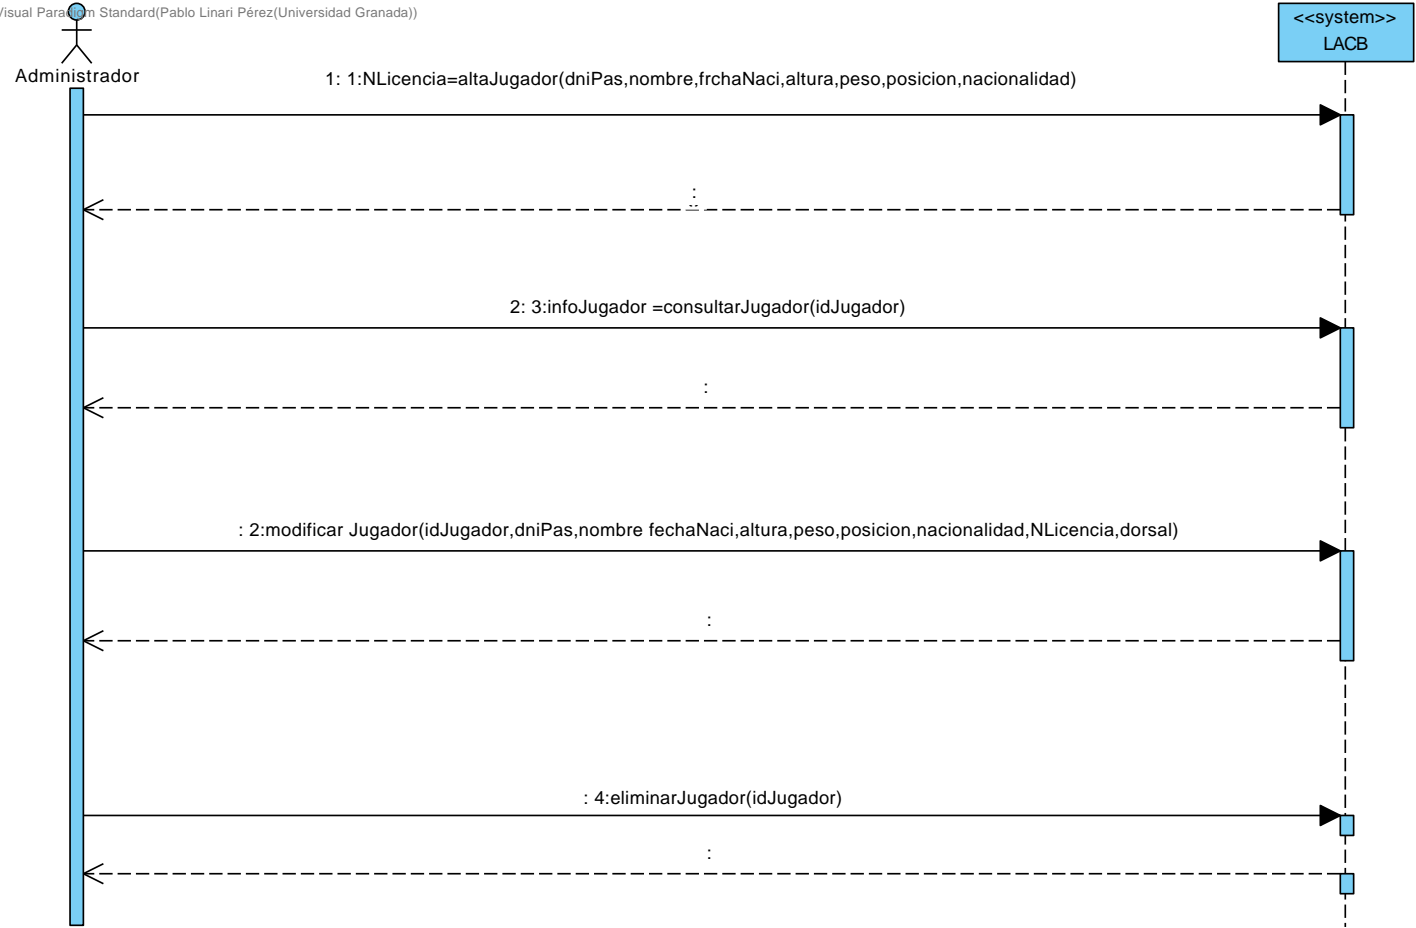 Visual Paradigm Standard(Pablo Linari Pérez(Universidad Granada))
<<system>>
LACB
Administrador
1: 1:NLicencia=altaJugador(dniPas,nombre,frchaNaci,altura,peso,posicion,nacionalidad)
:
2: 3:infoJugador =consultarJugador(idJugador)
:
: 2:modificar Jugador(idJugador,dniPas,nombre fechaNaci,altura,peso,posicion,nacionalidad,NLicencia,dorsal)
:
: 4:eliminarJugador(idJugador)
: